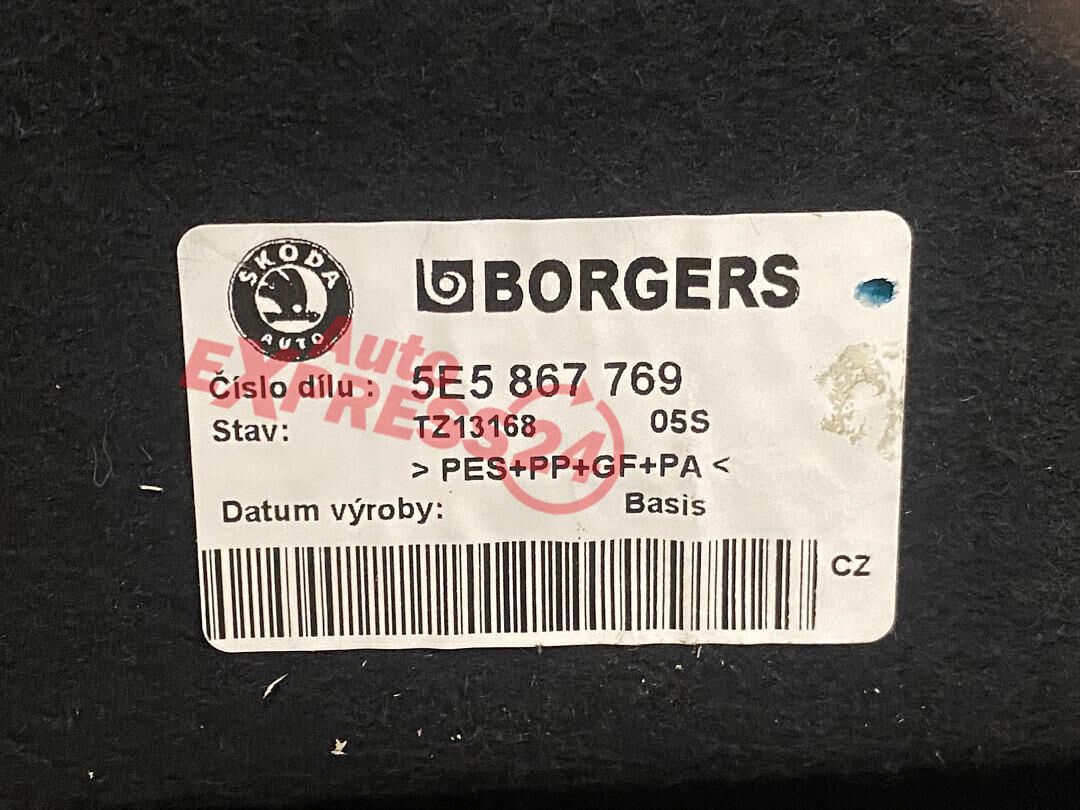 ŠKODA
AUTO
BORGERS
Auto
EXPRESS24
Číslo dílu : 5E5 867 769
Stav: TZ13168 05S
> PES+PP+GF+PA <
Datum výroby: Basis
CZ